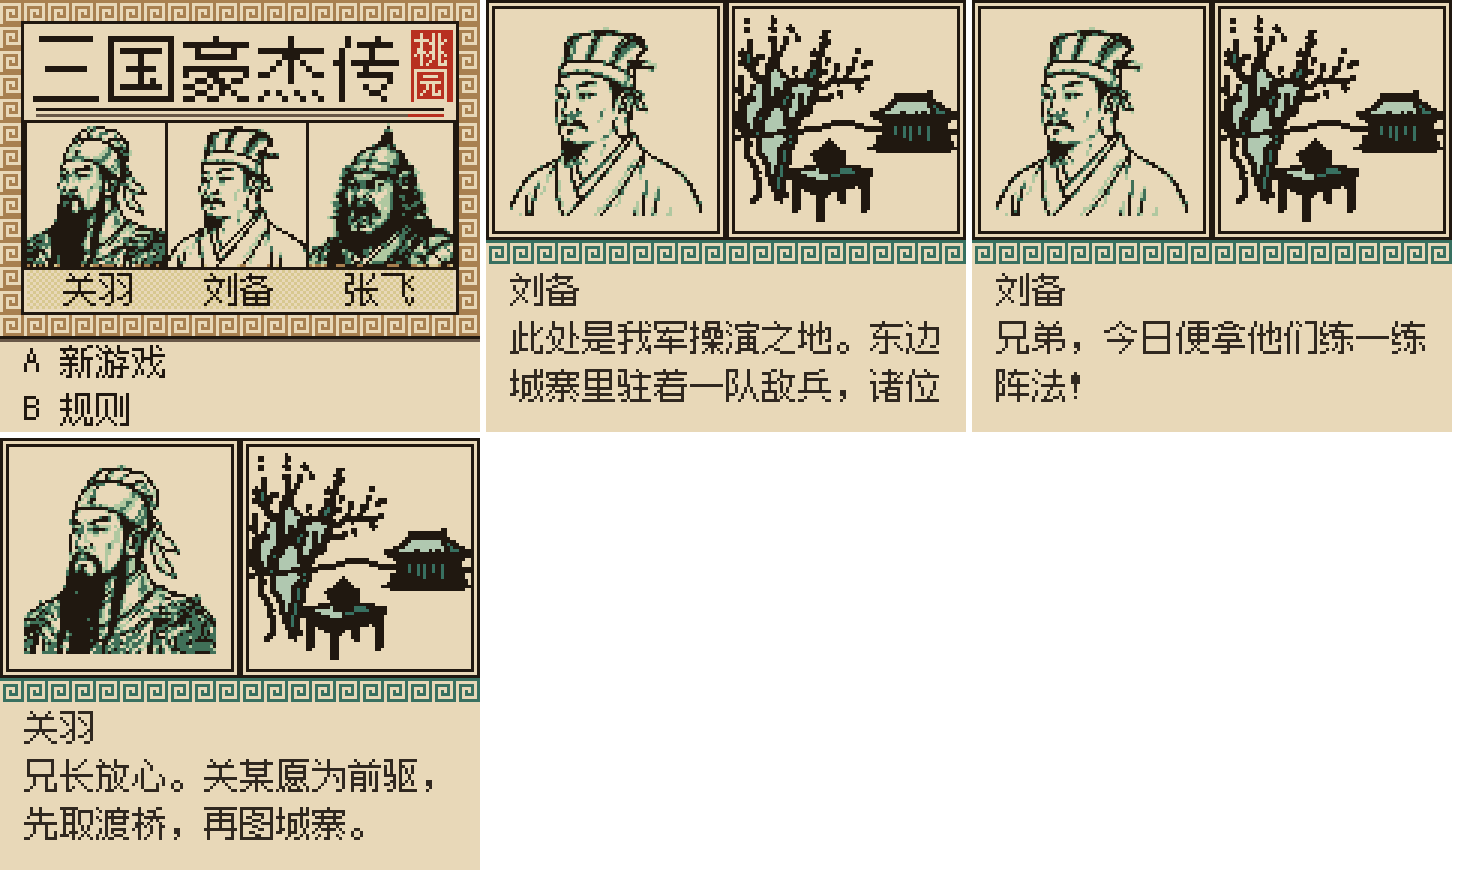 三国豪杰传
桃园
关羽 刘备 张飞
A 新游戏
B 规则
刘备
此处是我军操演之地。东边
城寨里驻着一队敌兵，诸位
刘备
兄弟，今日便拿他们练一练
阵法！
关羽
兄长放心。关某愿为前驱，
先取渡桥，再图城寨。